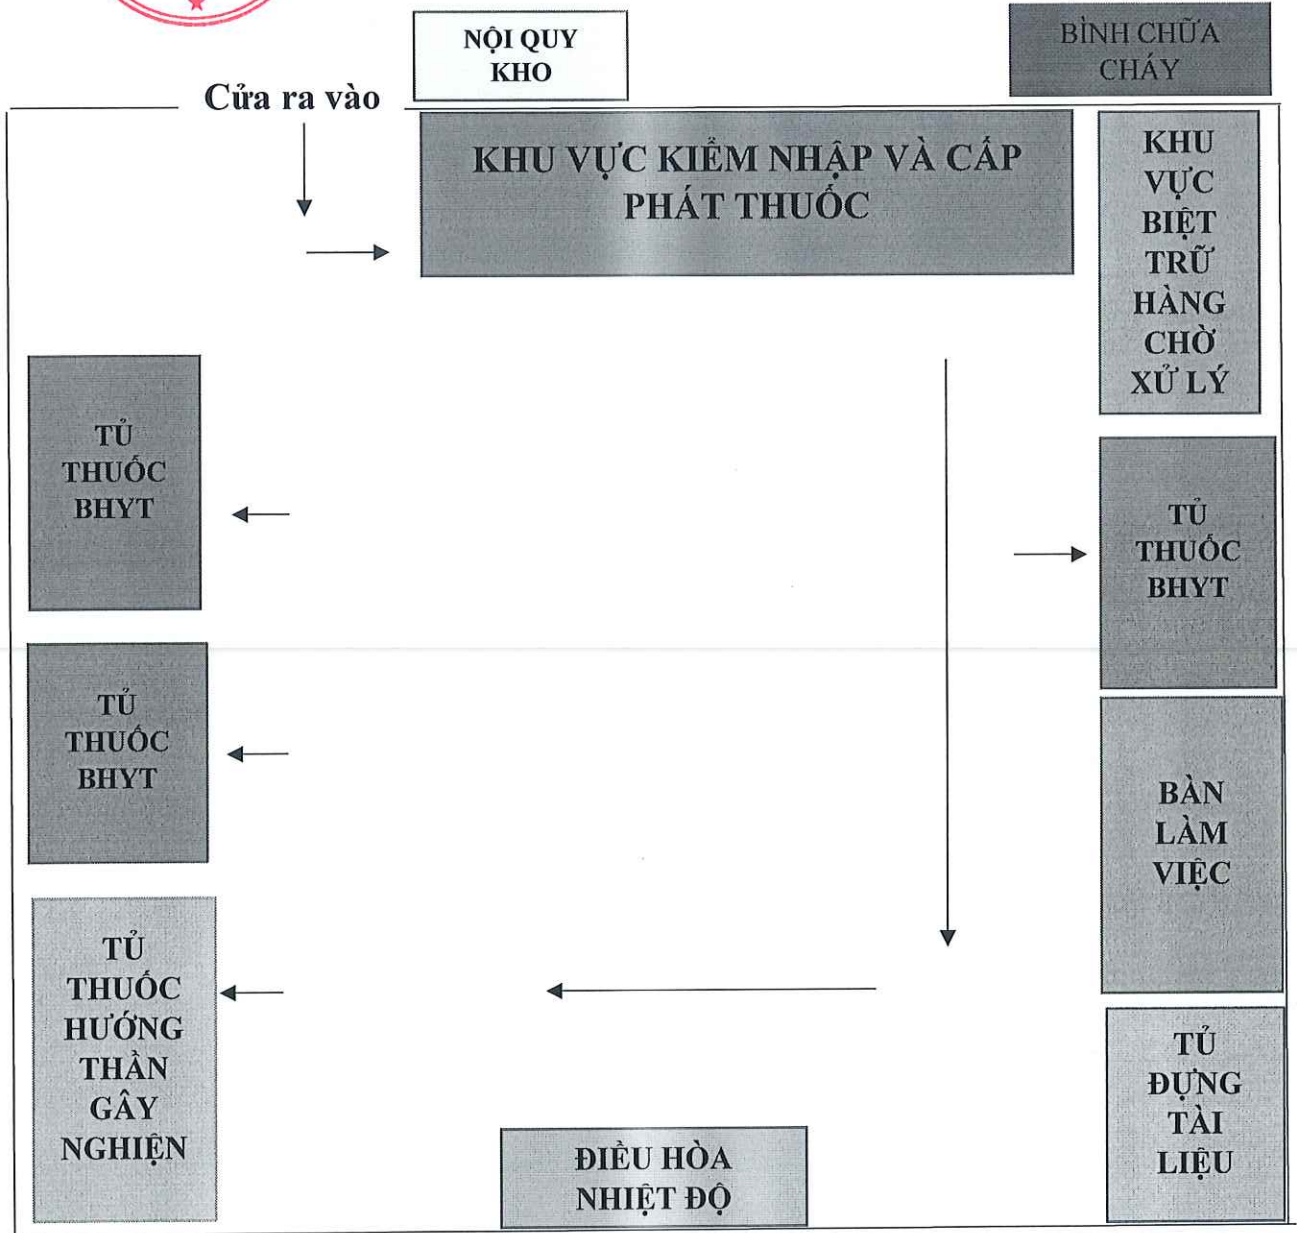 NỘI QUY
KHO
BÌNH CHỮA
CHÁY
Cửa ra vào
KHU VỰC KIỂM NHẬP VÀ CẤP
PHÁT THUỐC
KHU
VỰC
BIỆT
TRỮ
HÀNG
CHỜ
XỬ LÝ
TỦ
THUỐC
BHYT
TỦ
THUỐC
BHYT
TỦ
THUỐC
BHYT
BÀN
LÀM
VIỆC
TỦ
THUỐC
HƯỚNG
THẦN
GÂY
NGHIỆN
TỦ
ĐỰNG
TÀI
LIỆU
ĐIỀU HÒA
NHIỆT ĐỘ